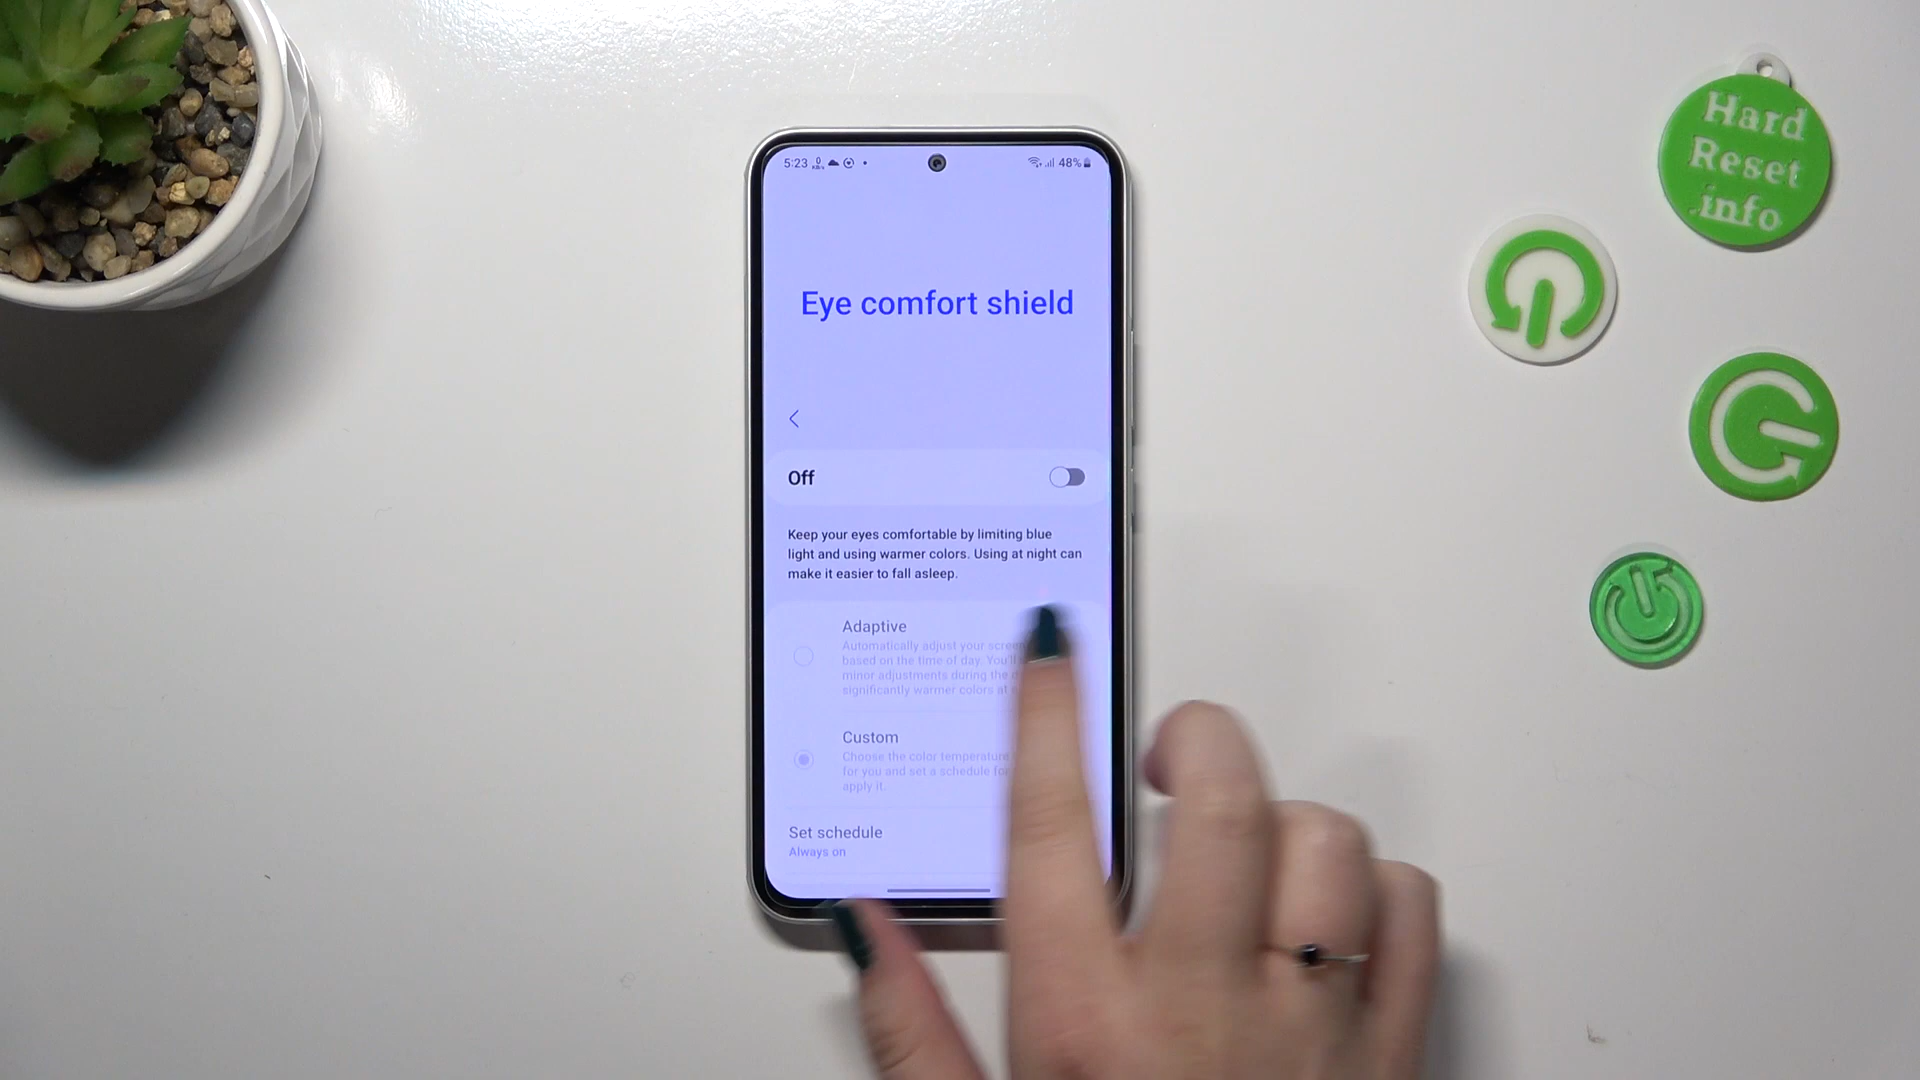 5:23
48%
Eye comfort shield
Off
Keep your eyes comfortable by limiting blue
light and using warmer colors. Using at night can
make it easier to fall asleep.
Adaptive
Automatically adjust your
based on the time of day. You'll
minor adjustments during the
significantly warmer colors at
Custom
Choose the color temperature
for you and set a schedule for
apply it.
Set schedule
Always on
Hard
Reset
info